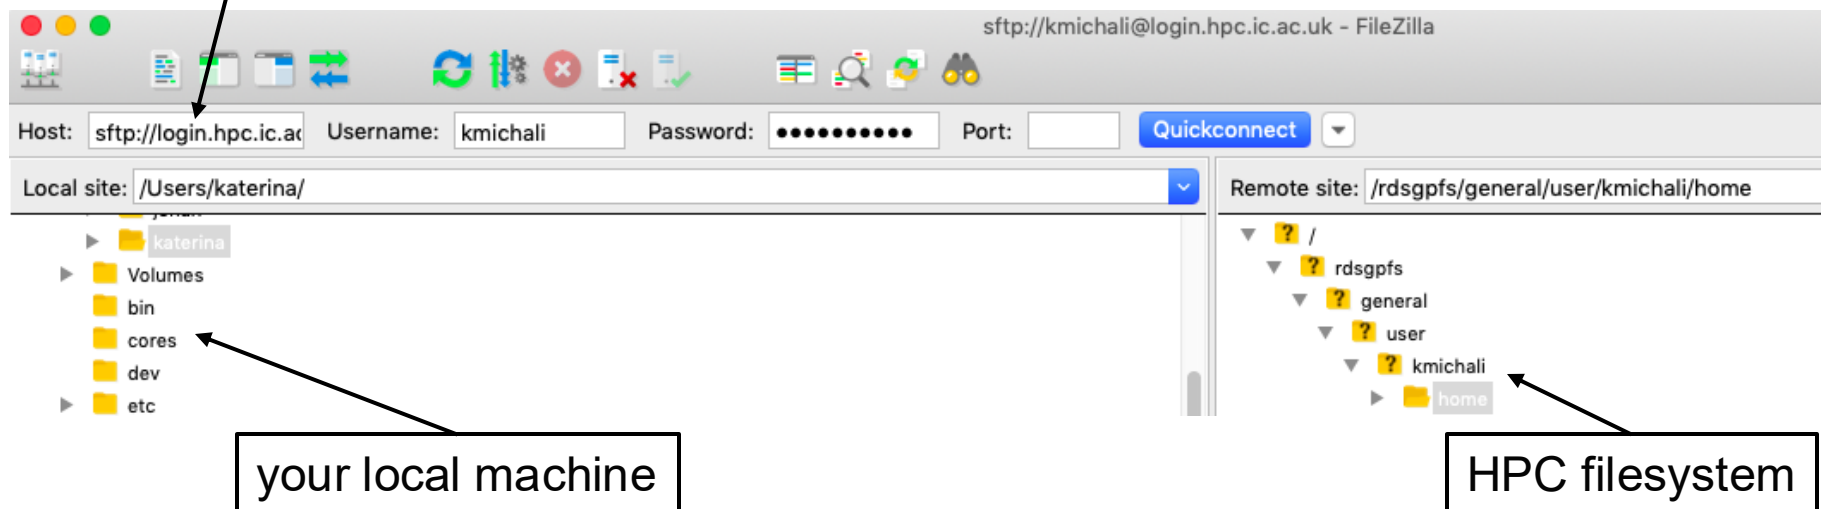 sftp://kmichali@login.hpc.ic.ac.uk - FileZilla
Host: sftp://login.hpc.ic.ac Username: kmichali Password: ●●●●●●●●●● Port: Quickconnect
Local site: /Users/katerina/
Remote site: /rdsgpfs/general/user/kmichali/home
katerina
Volumes
bin
cores
dev
etc
/
rdsgpfs
general
user
kmichali
home
your local machine
HPC filesystem